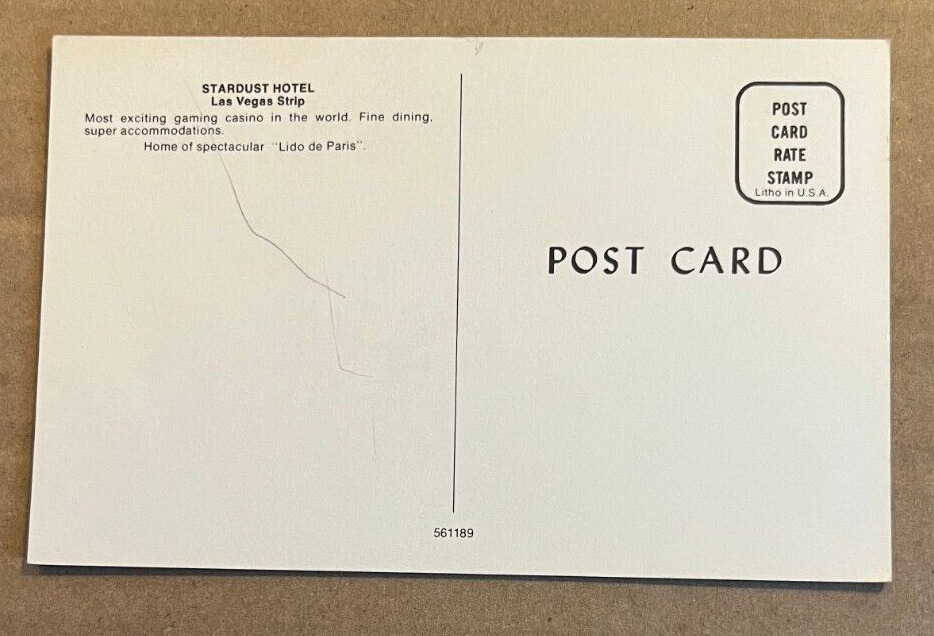 STARDUST HOTEL
Las Vegas Strip
Most exciting gaming casino in the world. Fine dining,
super accommodations.
Home of spectacular "Lido de Paris".
POST
CARD
RATE
STAMP
Litho in U.S.A.
POST CARD
561189